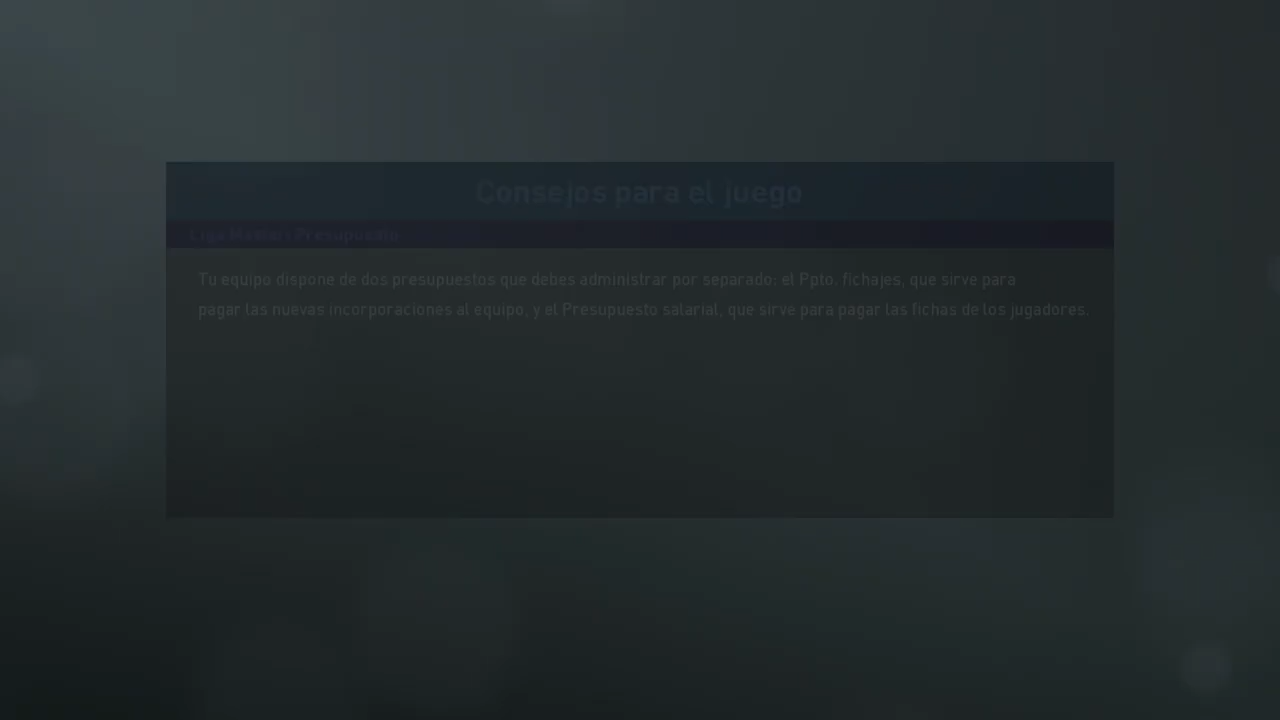 Consejos para el juego
Liga Máster: Presupuesto
Tu equipo dispone de dos presupuestos que debes administrar por separado: el Ppto. fichajes, que sirve para
pagar las nuevas incorporaciones al equipo, y el Presupuesto salarial, que sirve para pagar las fichas de los jugadores.